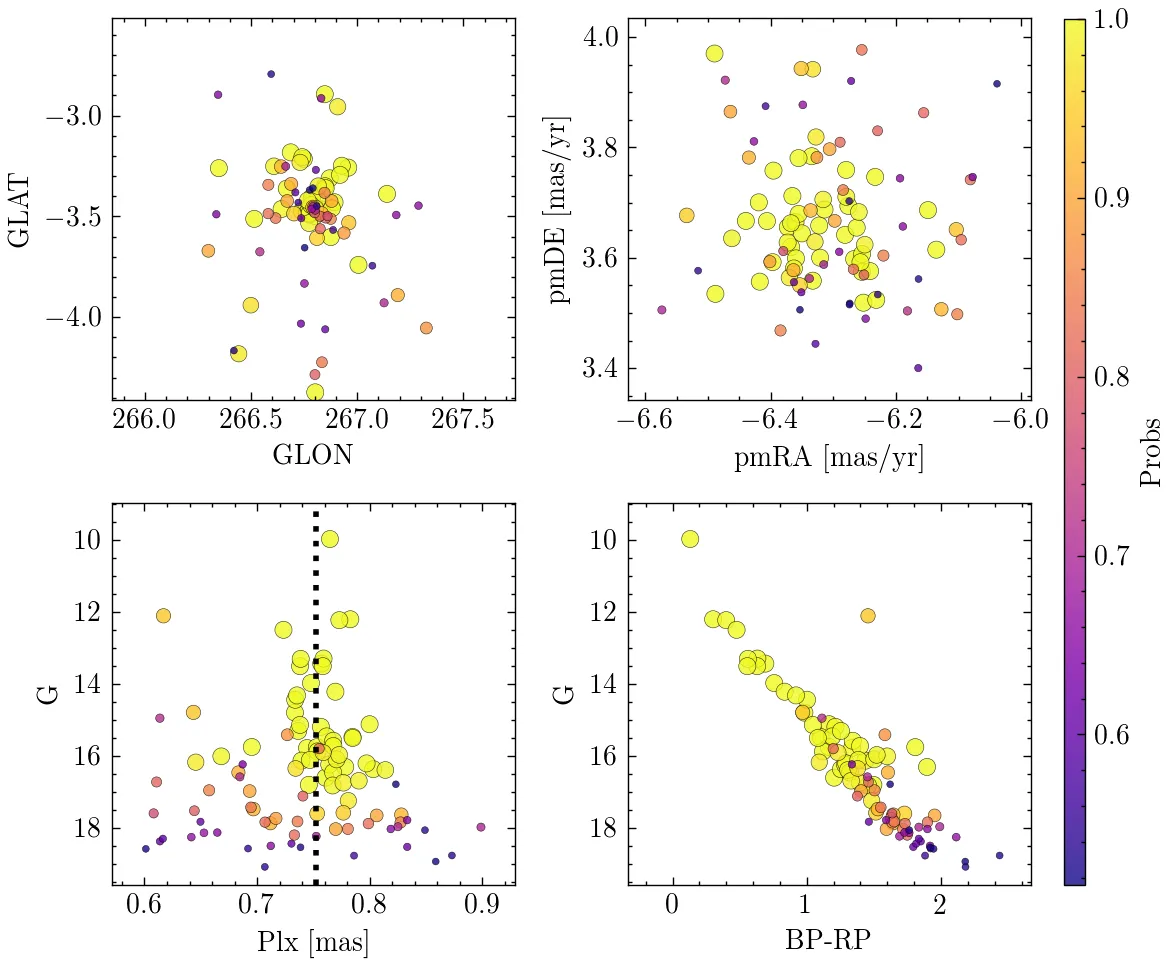 −3.0
−3.5
−4.0
GLAT
266.0 266.5 267.0 267.5
GLON
4.0
3.8
3.6
3.4
pmDE [mas/yr]
−6.6 −6.4 −6.2 −6.0
pmRA [mas/yr]
10
12
14
16
18
G
0.6 0.7 0.8 0.9
Plx [mas]
10
12
14
16
18
G
0 1 2
BP-RP
1.0
0.9
0.8
0.7
0.6
Probs